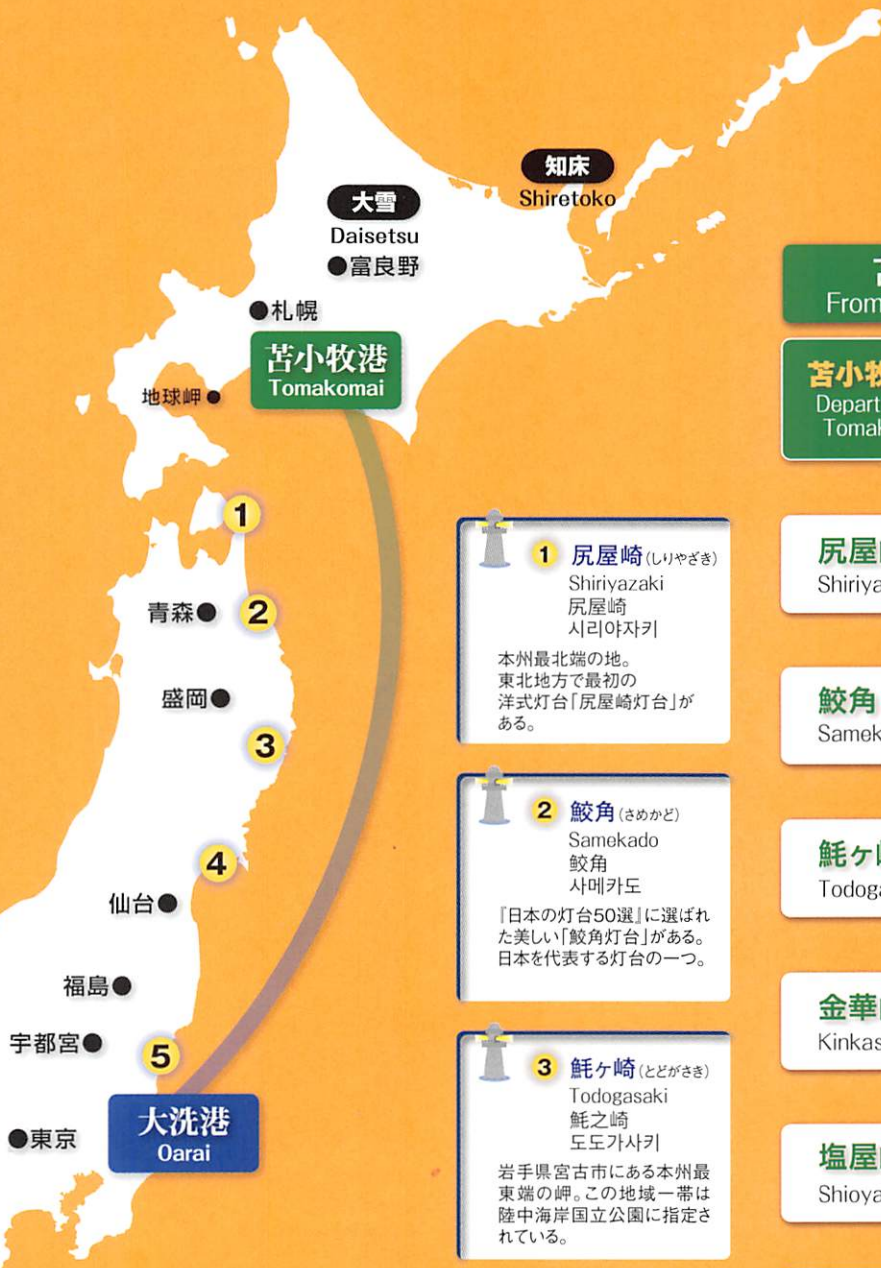 知床
Shiretoko
大雪
Daisetsu
●富良野
●札幌
苫小牧港
Tomakomai
地球岬●
1
青森● 2
盛岡●
3
4
仙台●
福島●
宇都宮● 5
●東京
大洗港
Oarai
1 尻屋崎(しりやざき)
Shiriyazaki
尻屋崎
시리야자키
本州最北端の地。
東北地方で最初の
洋式灯台「尻屋崎灯台」が
ある。
2 鮫角(さめかど)
Samekado
鮫角
사메카도
『日本の灯台50選』に選ばれ
た美しい「鮫角灯台」がある。
日本を代表する灯台の一つ。
3 魹ヶ崎(とどがさき)
Todogasaki
魹之崎
도도가사키
岩手県宮古市にある本州最
東端の岬。この地域一帯は
陸中海岸国立公園に指定さ
れている。
From
苫小牧
Depart
Tomak
尻屋
Shiriya
鮫角
Samek
魹ヶ
Todoga
金華
Kinkas
塩屋
Shioya